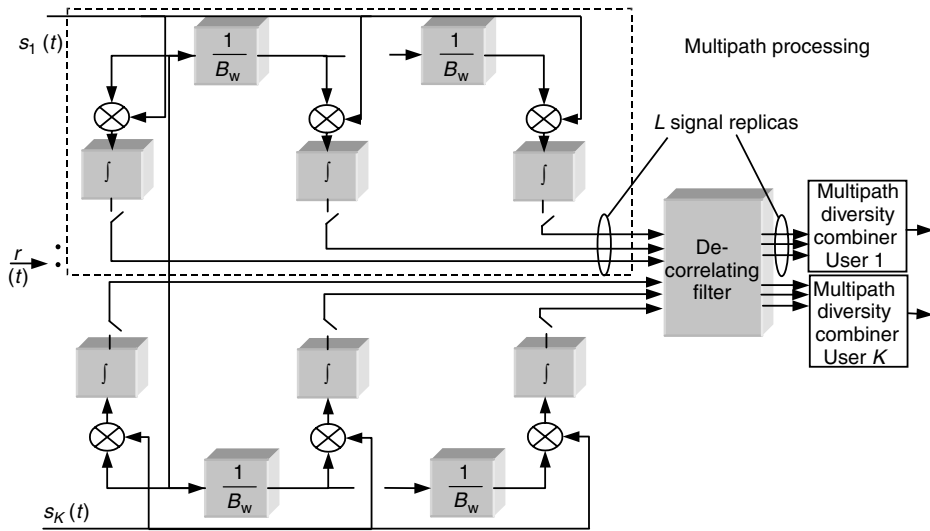 s1 (t)
1
Bw
1
Bw
Multipath processing
L signal replicas
∫
∫
∫
r
(t)
De-
correlating
filter
Multipath
diversity
combiner
User 1
Multipath
diversity
combiner
User K
∫
∫
∫
1
Bw
1
Bw
sK (t)